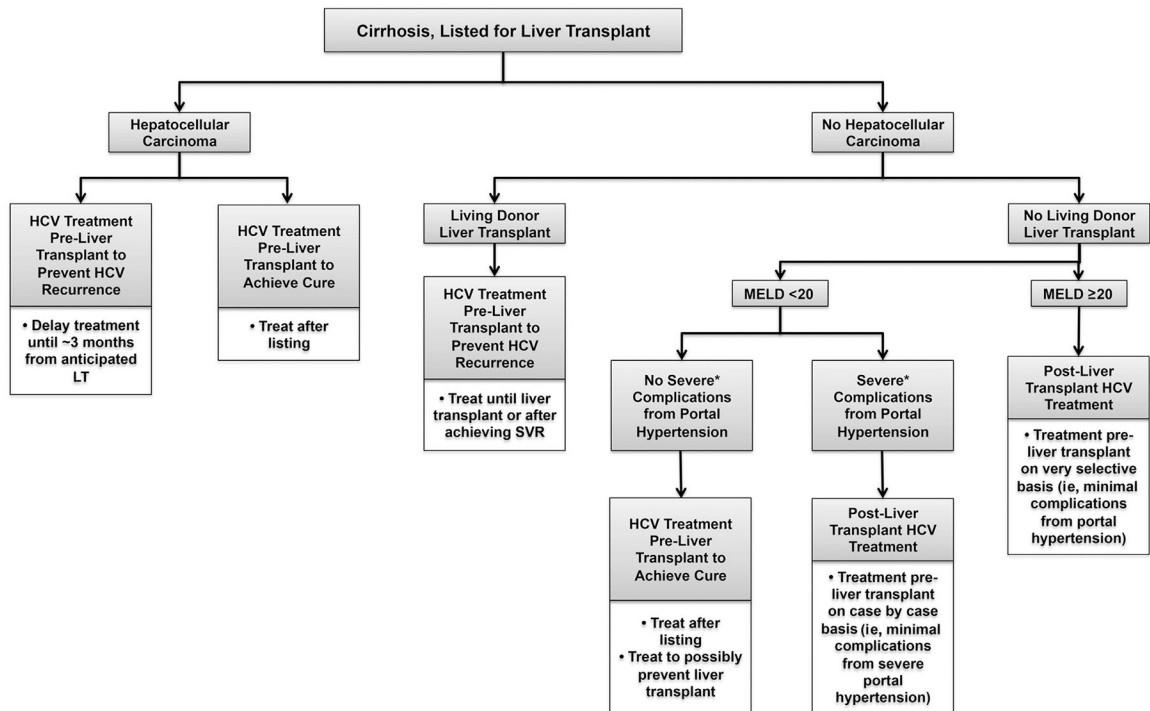 Cirrhosis, Listed for Liver Transplant
Hepatocellular
Carcinoma
No Hepatocellular
Carcinoma
HCV Treatment
Pre-Liver
Transplant to
Prevent HCV
Recurrence
• Delay treatment
until ~3 months
from anticipated
LT
HCV Treatment
Pre-Liver
Transplant to
Achieve Cure
• Treat after
listing
Living Donor
Liver Transplant
HCV Treatment
Pre-Liver
Transplant to
Prevent HCV
Recurrence
• Treat until liver
transplant or after
achieving SVR
No Living Donor
Liver Transplant
MELD <20
MELD ≥20
No Severe*
Complications
from Portal
Hypertension
HCV Treatment
Pre-Liver
Transplant to
Achieve Cure
• Treat after
listing
• Treat to possibly
prevent liver
transplant
Severe*
Complications
from Portal
Hypertension
Post-Liver
Transplant HCV
Treatment
• Treatment pre-
liver transplant
on case by case
basis (ie, minimal
complications
from severe
portal
hypertension)
Post-Liver
Transplant HCV
Treatment
• Treatment pre-
liver transplant
on very selective
basis (ie, minimal
complications
from portal
hypertension)